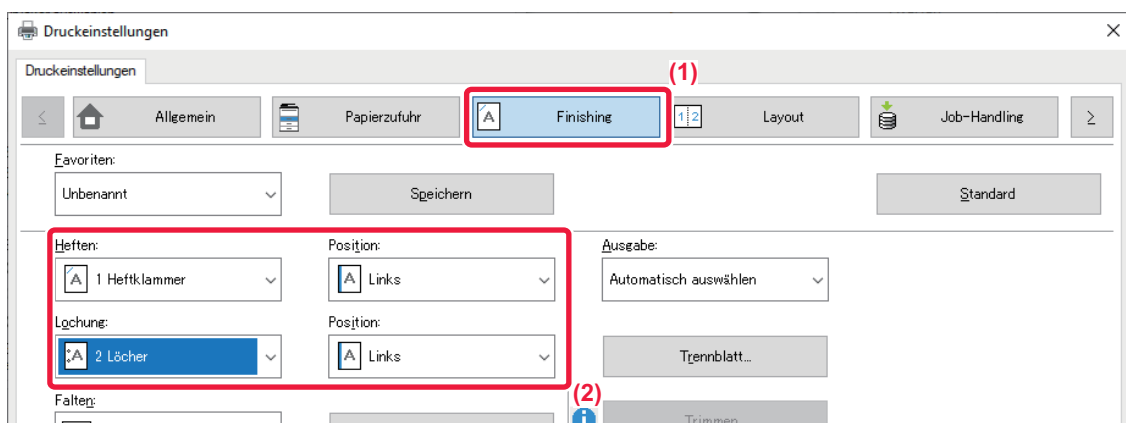 Druckeinstellungen
Druckeinstellungen
(1)
Allgemein Papierzufuhr Finishing Layout Job-Handling
Favoriten:
Unbenannt Speichern Standard
Heften: Position: Ausgabe:
1 Heftklammer Links Automatisch auswählen
Lochung: Position:
2 Löcher Links Trennblatt...
Falten: (2)
Trimmen